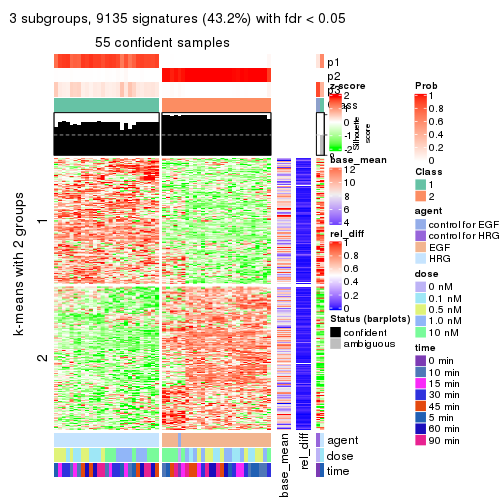 3 subgroups, 9135 signatures (43.2%) with fdr < 0.05
55 confident samples
p1
p2
p3
Class
k-means with 2 groups
1
2
Silhouette
score
z-score
2
1
0
-1
-2
base_mean
12
10
8
6
4
rel_diff
1
0.8
0.6
0.4
0.2
0
Status (barplots)
confident
ambiguous
Prob
1
0.8
0.6
0.4
0.2
0
Class
1
2
agent
control for EGF
control for HRG
EGF
HRG
dose
0 nM
0.1 nM
0.5 nM
1.0 nM
10 nM
time
0 min
10 min
15 min
30 min
45 min
5 min
60 min
90 min
base_mean
rel_diff
agent
dose
time